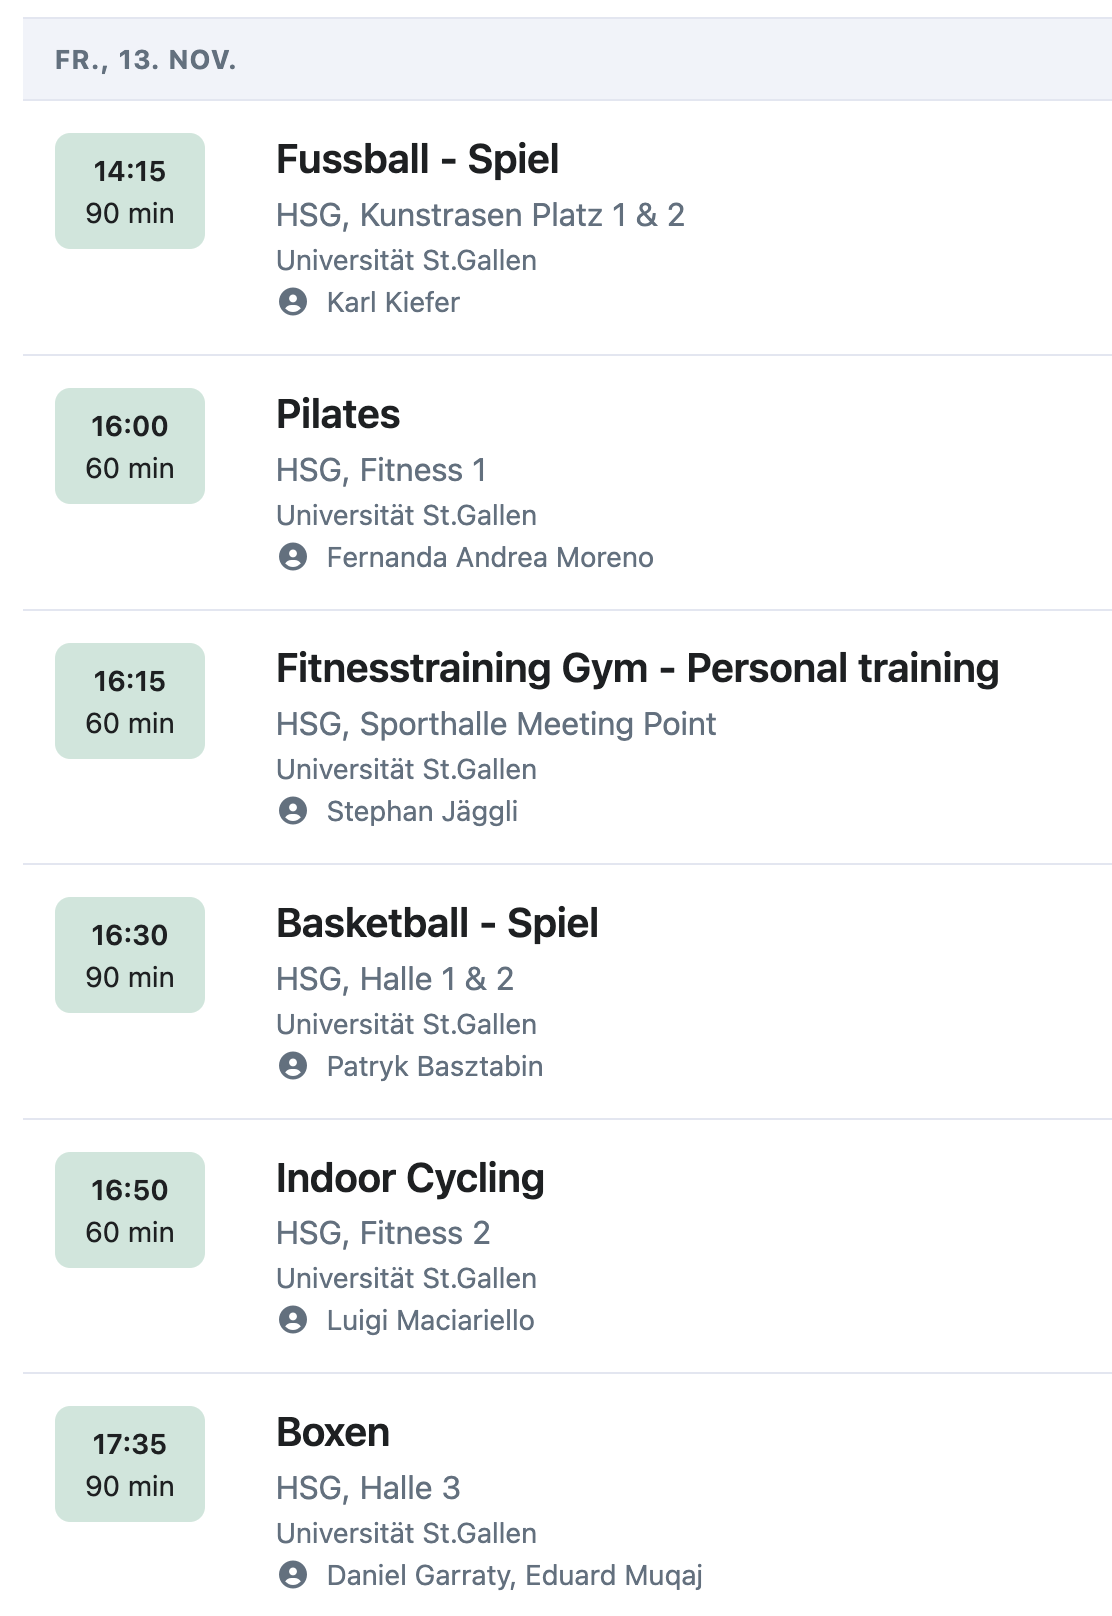 FR., 13. NOV.
14:15
90 min
Fussball - Spiel
HSG, Kunstrasen Platz 1 & 2
Universität St.Gallen
Karl Kiefer
16:00
60 min
Pilates
HSG, Fitness 1
Universität St.Gallen
Fernanda Andrea Moreno
16:15
60 min
Fitnesstraining Gym - Personal training
HSG, Sporthalle Meeting Point
Universität St.Gallen
Stephan Jäggli
16:30
90 min
Basketball - Spiel
HSG, Halle 1 & 2
Universität St.Gallen
Patryk Basztabin
16:50
60 min
Indoor Cycling
HSG, Fitness 2
Universität St.Gallen
Luigi Maciariello
17:35
90 min
Boxen
HSG, Halle 3
Universität St.Gallen
Daniel Garraty, Eduard Muqaj